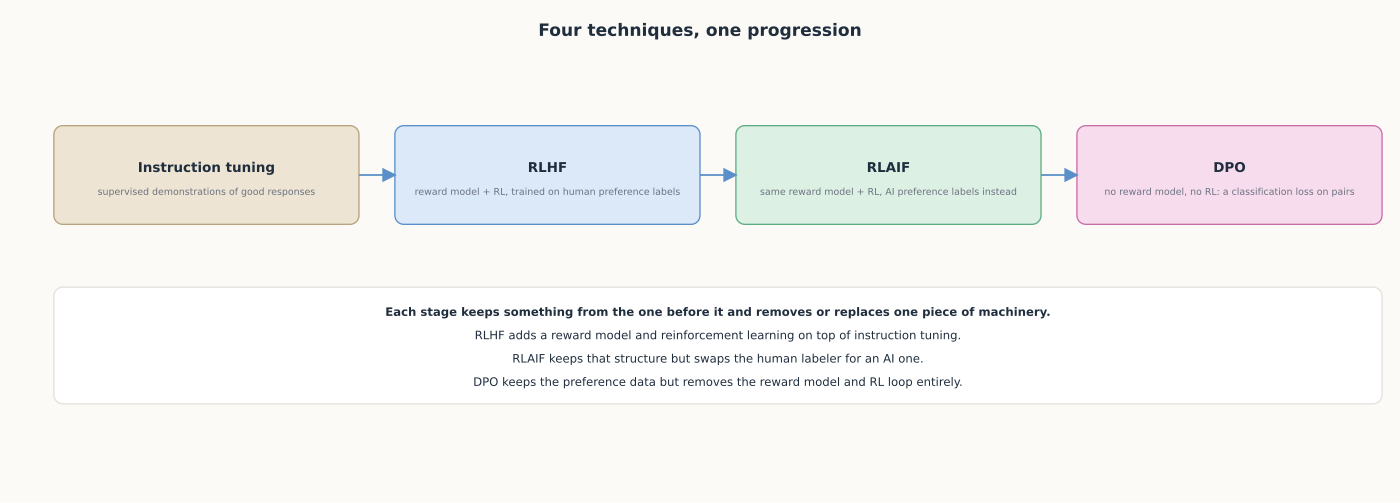 Four techniques, one progression
Instruction tuning
supervised demonstrations of good responses
RLHF
reward model + RL, trained on human preference labels
RLAIF
same reward model + RL, AI preference labels instead
DPO
no reward model, no RL: a classification loss on pairs
Each stage keeps something from the one before it and removes or replaces one piece of machinery.
RLHF adds a reward model and reinforcement learning on top of instruction tuning.
RLAIF keeps that structure but swaps the human labeler for an AI one.
DPO keeps the preference data but removes the reward model and RL loop entirely.